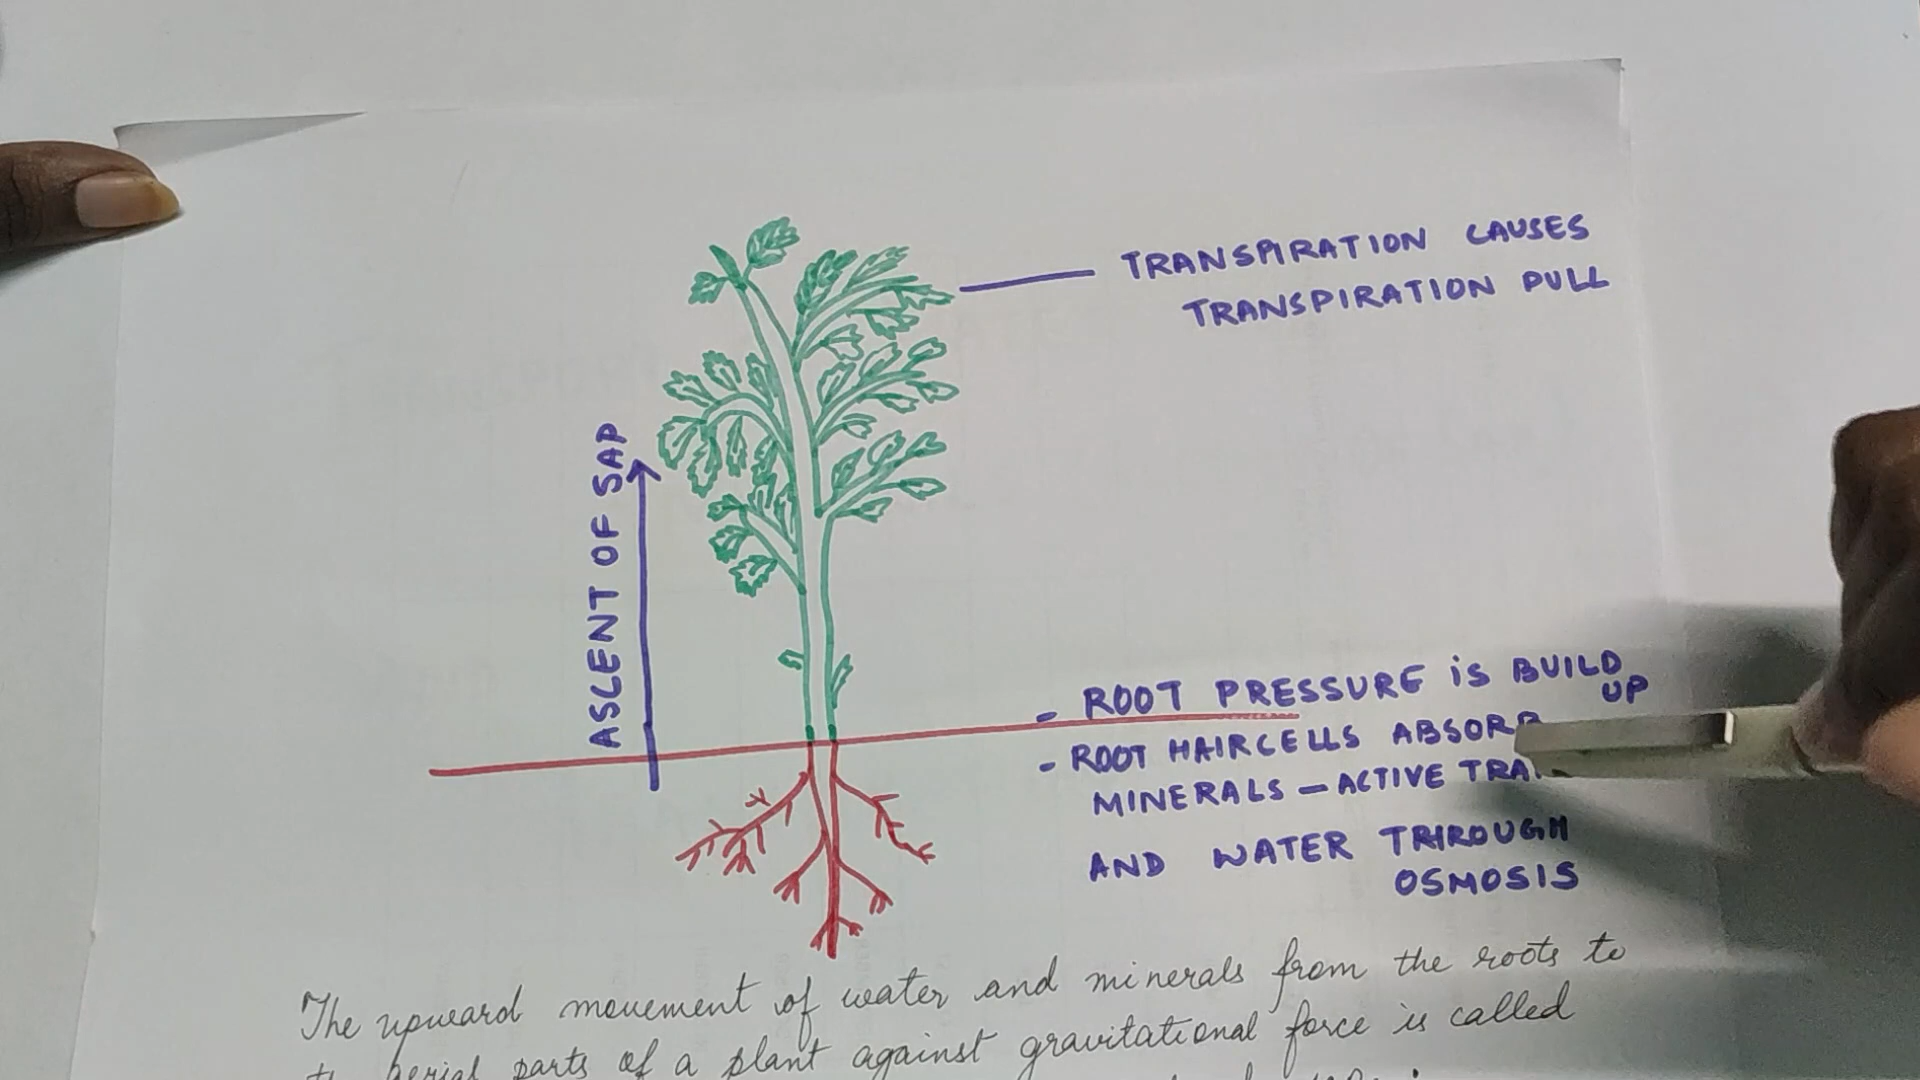 TRANSPIRATION CAUSES
TRANSPIRATION PULL
ASCENT OF SAP
- ROOT PRESSURE is BUILD
UP
- ROOT HAIRCELLS ABSORB
MINERALS - ACTIVE
AND WATER THROUGH
OSMOSIS
The upward movement of water and minerals from the roots to
aerial parts of a plant against gravitational force is called